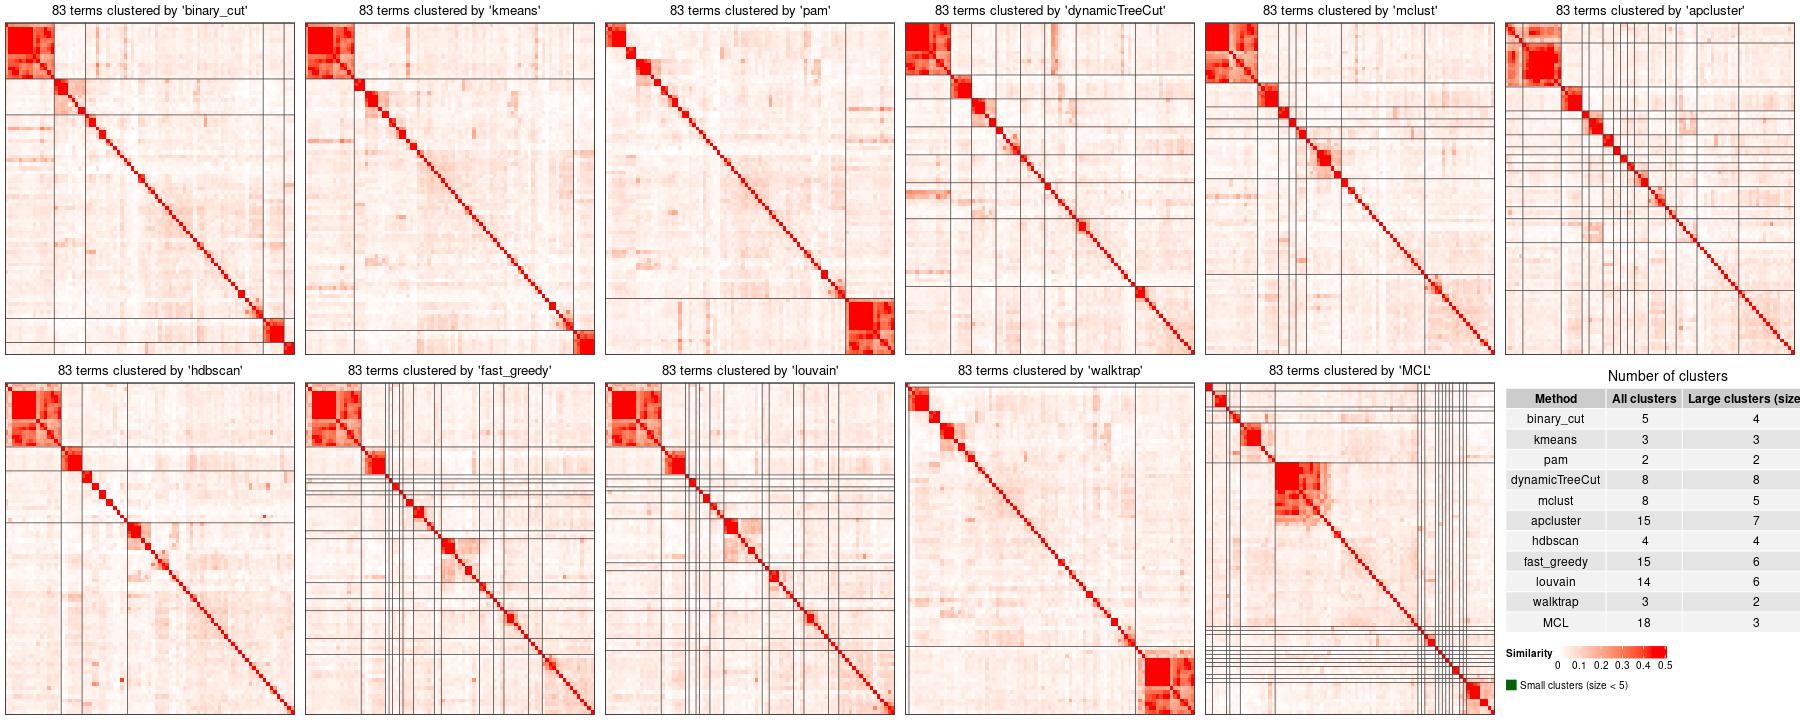 83 terms clustered by 'binary_cut'
83 terms clustered by 'kmeans'
83 terms clustered by 'pam'
83 terms clustered by 'dynamicTreeCut'
83 terms clustered by 'mclust'
83 terms clustered by 'apcluster'
83 terms clustered by 'hdbscan'
83 terms clustered by 'fast_greedy'
83 terms clustered by 'louvain'
83 terms clustered by 'walktrap'
83 terms clustered by 'MCL'
Number of clusters
Method All clusters Large clusters (size
binary_cut 5 4
kmeans 3 3
pam 2 2
dynamicTreeCut 8 8
mclust 8 5
apcluster 15 7
hdbscan 4 4
fast_greedy 15 6
louvain 14 6
walktrap 3 2
MCL 18 3
Similarity
0 0.1 0.2 0.3 0.4 0.5
Small clusters (size < 5)